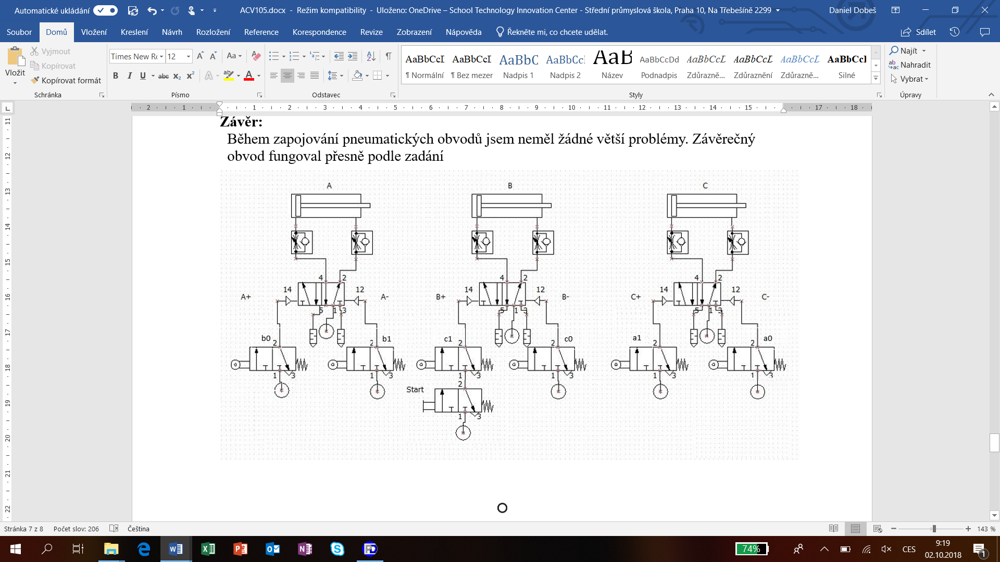 Automatické ukládání
ACV105.docx - Režim kompatibility - Uloženo: OneDrive – School Technology Innovation Center - Střední průmyslová škola, Praha 10, Na Třebešíně 2299
Daniel Dobeš
Soubor Domů Vložení Kreslení Návrh Rozložení Reference Korespondence Revize Zobrazení Nápověda Řekněte mi, co chcete udělat. Sdílet
Vložit
Vyjmout
Kopírovat
Kopírovat formát
Schránka
Times New Ro 12
Písmo
Odstavec
AaBbCcI AaBbCcI AaBbC AaBbCc AaB AaBbCcDd AaBbCcL AaBbCcL AaBbCcL AaBbCcI
¶ Normální ¶ Bez mezer Nadpis 1 Nadpis 2 Název Podnadpis Zdůrazně... Zdůraznění Zdůrazně... Silné
Styly
Najít
Nahradit
Vybrat
Úpravy
2 1 1 2 3 4 5 6 7 8 9 10 11 12 13 14 15 17 18
11
12
13
14
15
16
17
18
19
20
21
22
Závěr:
Během zapojování pneumatických obvodů jsem neměl žádné větší problémy. Závěrečný
obvod fungoval přesně podle zadání
A B C
4 2 4 2 4 2
14 12 14 12 14 12
A+ A- B+ B- C+ C-
5 1 3 5 1 3 5 1 3
b0 2 b1 2 c1 2 c0 2 a1 2 a0 2
1 3 1 3 1 3 1 3 1 3 1 3
Start 2
1 3
Stránka 7 z 8 Počet slov: 206 Čeština 143 %
74% CES 9:19
02.10.2018
1